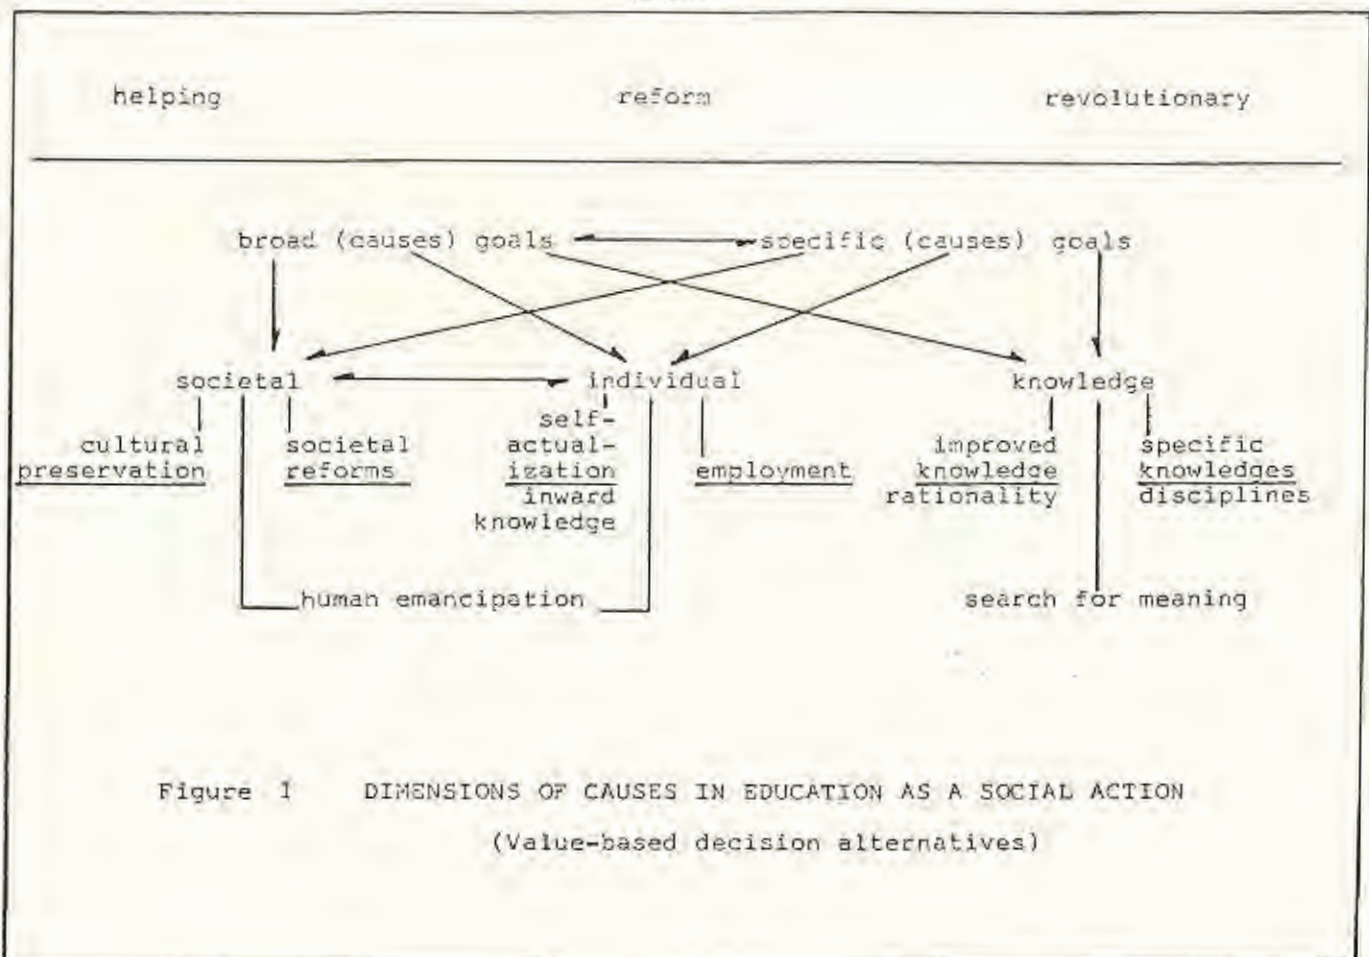 helping reform revolutionary
broad (causes) goals specific (causes) goals
societal individual knowledge
cultural
preservation
societal
reforms
self-
actual-
ization
inward
knowledge
employment
improved
knowledge
rationality
specific
knowledges
disciplines
human emancipation
search for meaning
Figure 1 DIMENSIONS OF CAUSES IN EDUCATION AS A SOCIAL ACTION
(Value-based decision alternatives)